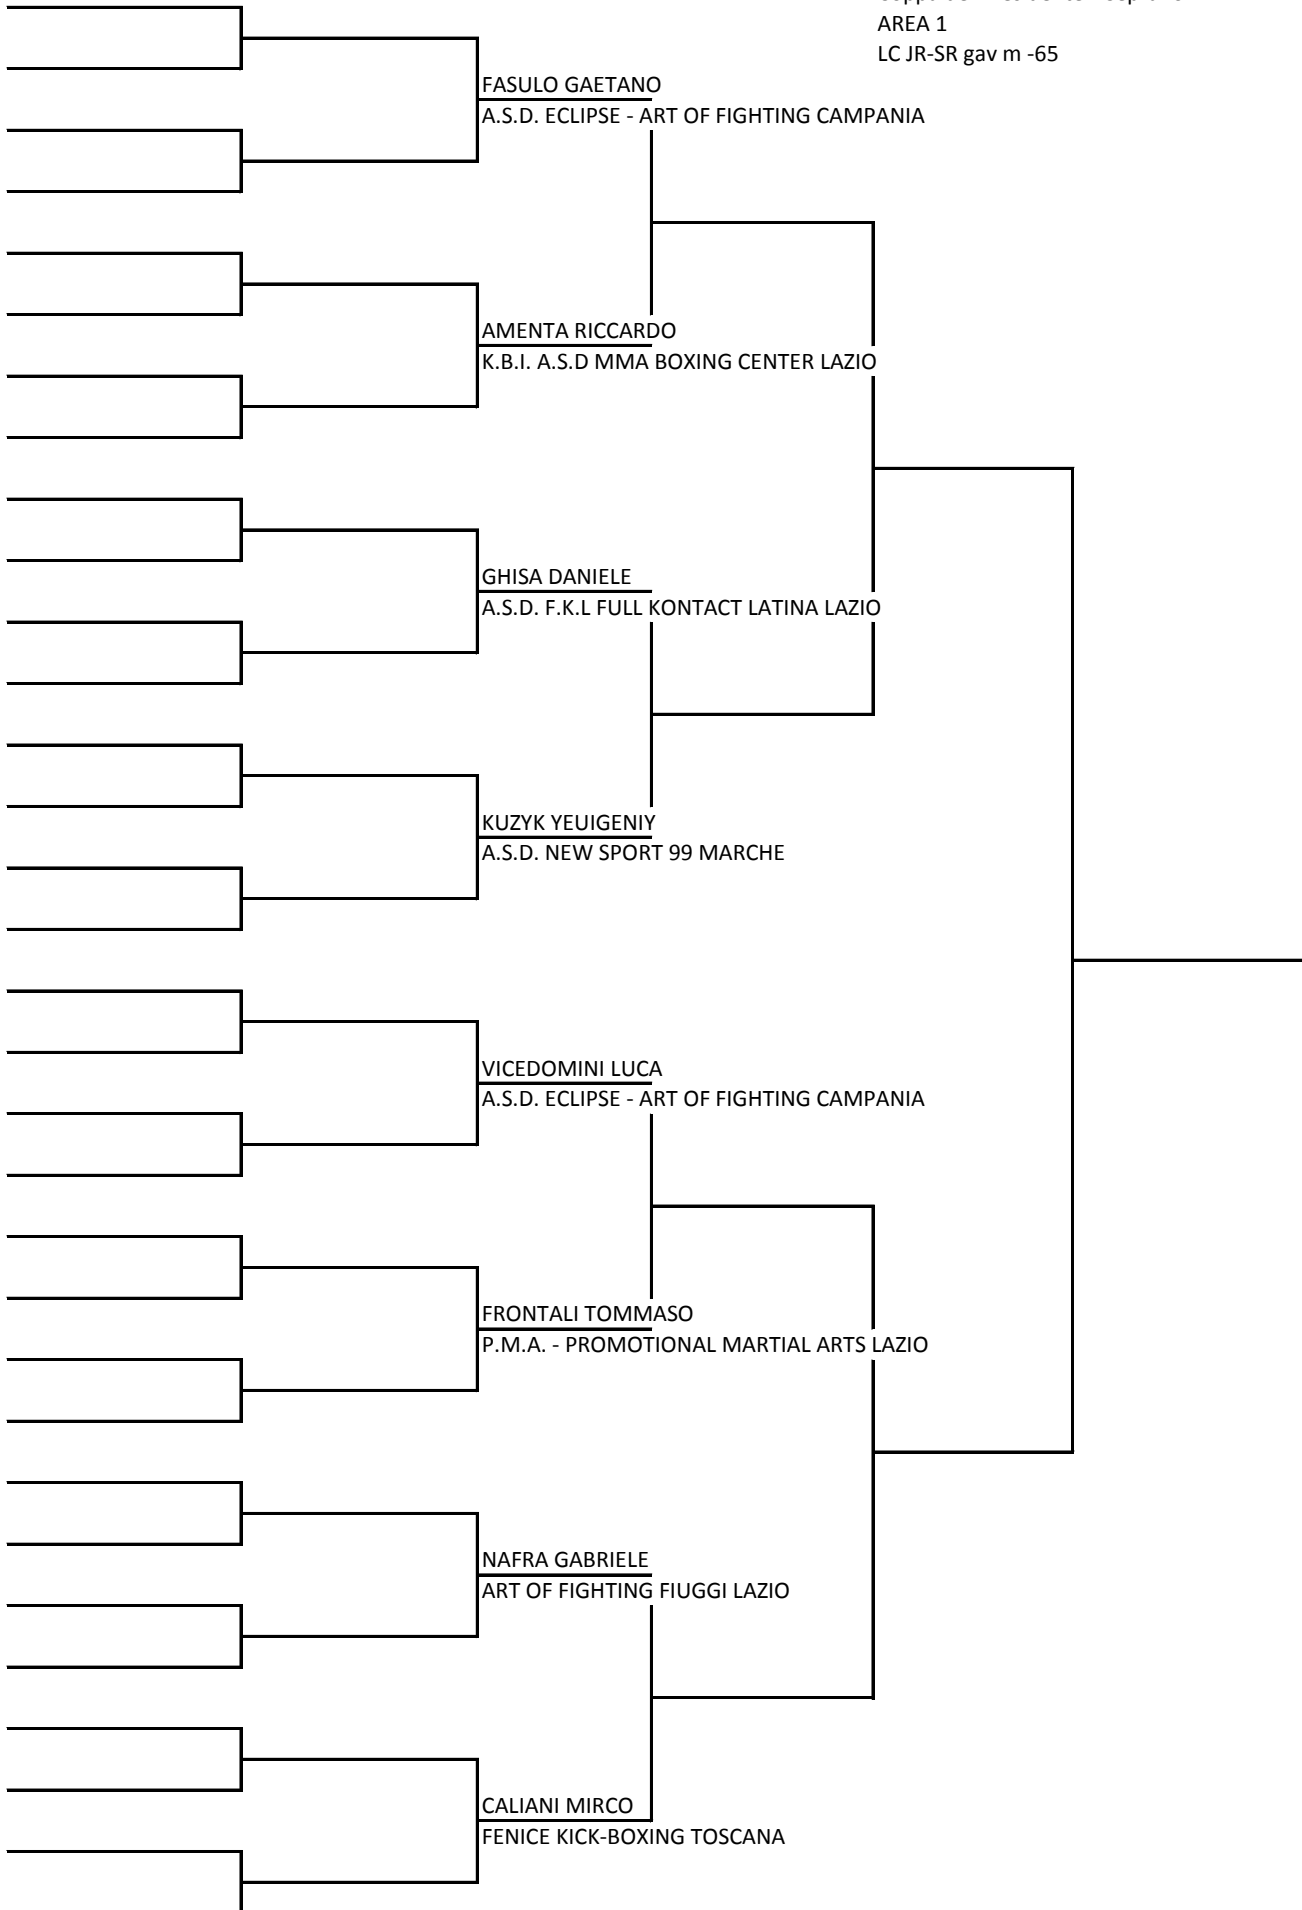 AREA 1
LC JR-SR gav m -65
FASULO GAETANO
A.S.D. ECLIPSE - ART OF FIGHTING CAMPANIA
AMENTA RICCARDO
K.B.I. A.S.D MMA BOXING CENTER LAZIO
GHISA DANIELE
A.S.D. F.K.L FULL KONTACT LATINA LAZIO
KUZYK YEUIGENIY
A.S.D. NEW SPORT 99 MARCHE
VICEDOMINI LUCA
A.S.D. ECLIPSE - ART OF FIGHTING CAMPANIA
FRONTALI TOMMASO
P.M.A. - PROMOTIONAL MARTIAL ARTS LAZIO
NAFRA GABRIELE
ART OF FIGHTING FIUGGI LAZIO
CALIANI MIRCO
FENICE KICK-BOXING TOSCANA